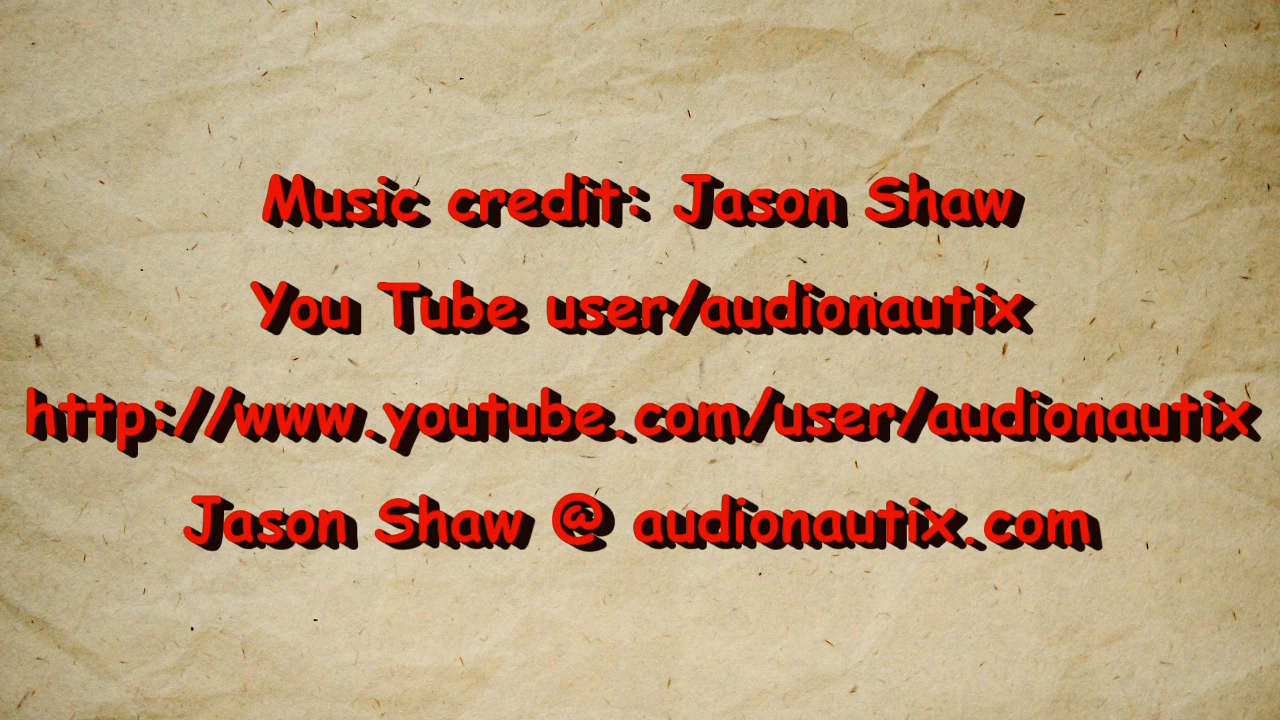 Music credit: Jason Shaw
You Tube user/audionautix
http://www.youtube.com/user/audionautix
Jason Shaw @ audionautix.com